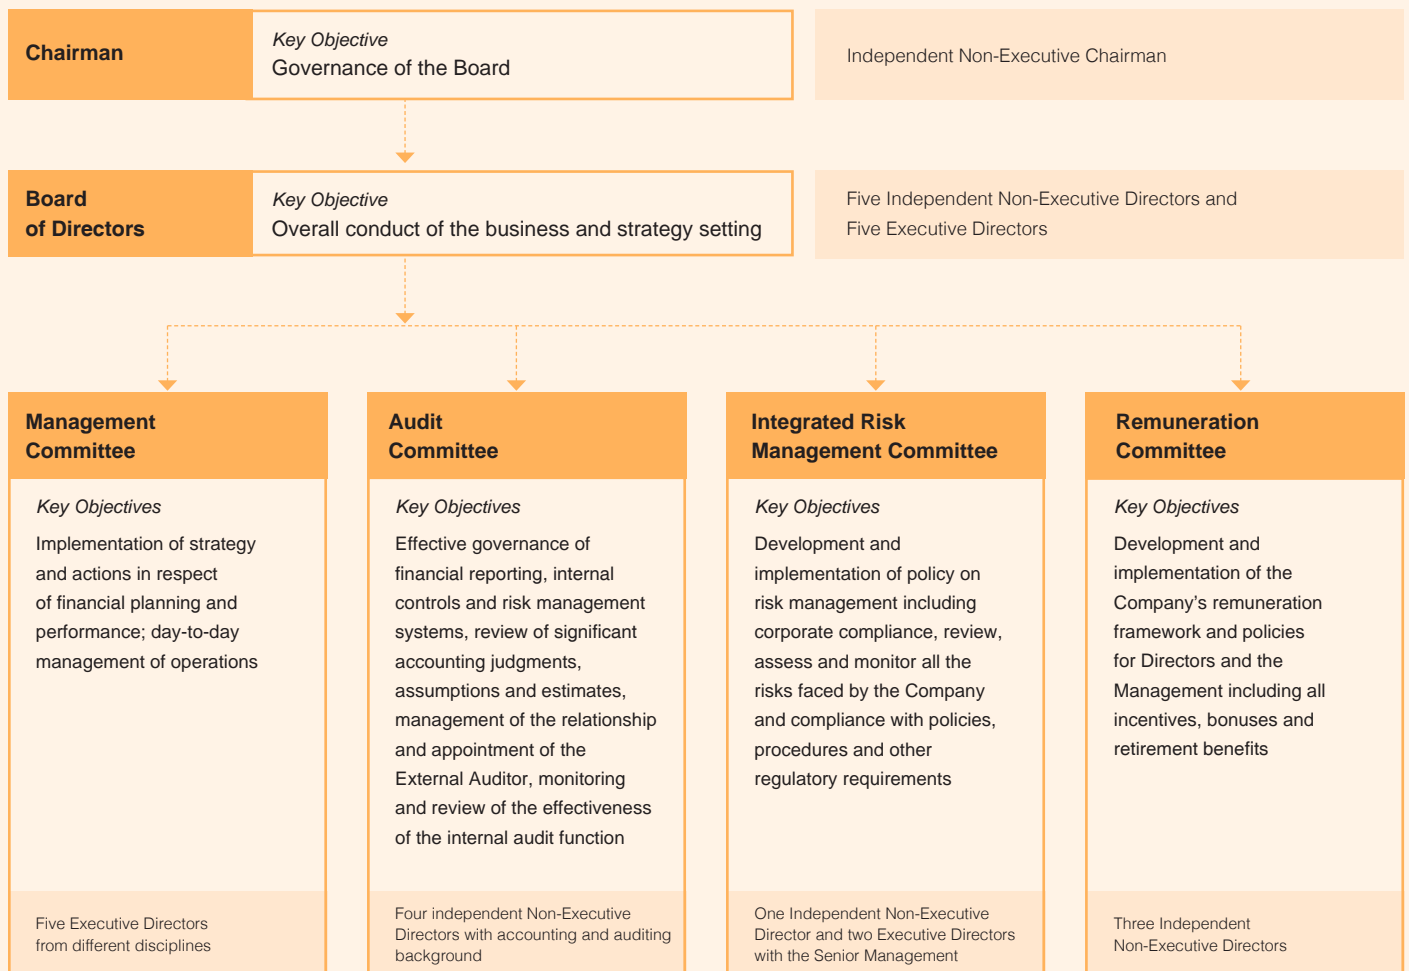 Chairman
Key Objective
Governance of the Board
Independent Non-Executive Chairman
Board
of Directors
Key Objective
Overall conduct of the business and strategy setting
Five Independent Non-Executive Directors and
Five Executive Directors
Management
Committee
Key Objectives
Implementation of strategy
and actions in respect
of financial planning and
performance; day-to-day
management of operations
Five Executive Directors
from different disciplines
Audit
Committee
Key Objectives
Effective governance of
financial reporting, internal
controls and risk management
systems, review of significant
accounting judgments,
assumptions and estimates,
management of the relationship
and appointment of the
External Auditor, monitoring
and review of the effectiveness
of the internal audit function
Four independent Non-Executive
Directors with accounting and auditing
background
Integrated Risk
Management Committee
Key Objectives
Development and
implementation of policy on
risk management including
corporate compliance, review,
assess and monitor all the
risks faced by the Company
and compliance with policies,
procedures and other
regulatory requirements
One Independent Non-Executive
Director and two Executive Directors
with the Senior Management
Remuneration
Committee
Key Objectives
Development and
implementation of the
Company's remuneration
framework and policies
for Directors and the
Management including all
incentives, bonuses and
retirement benefits
Three Independent
Non-Executive Directors